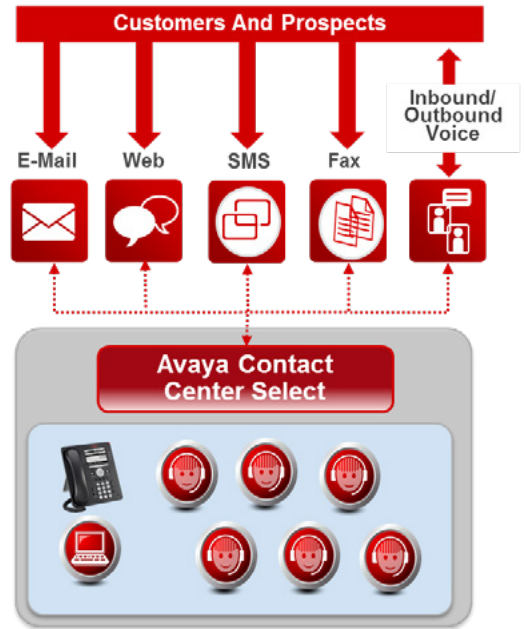 Customers And Prospects
Inbound/
Outbound
Voice
E-Mail
Web
SMS
Fax
Avaya Contact
Center Select